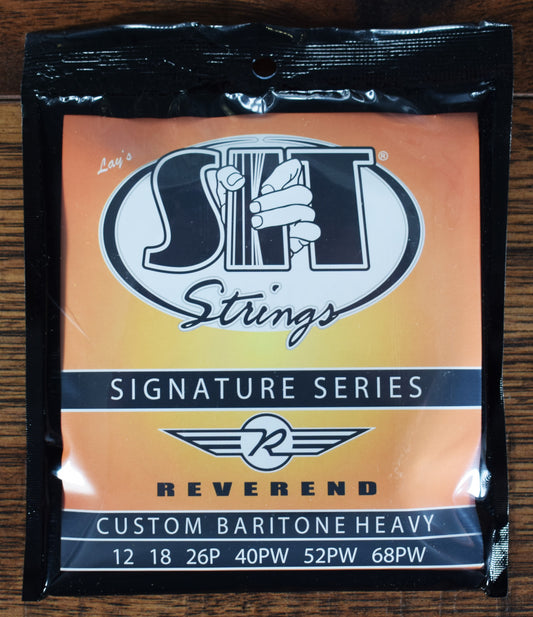 Lay's
SIT®
Strings
SIGNATURE SERIES
R
REVEREND
CUSTOM BARITONE HEAVY
12 18 26P 40PW 52PW 68PW